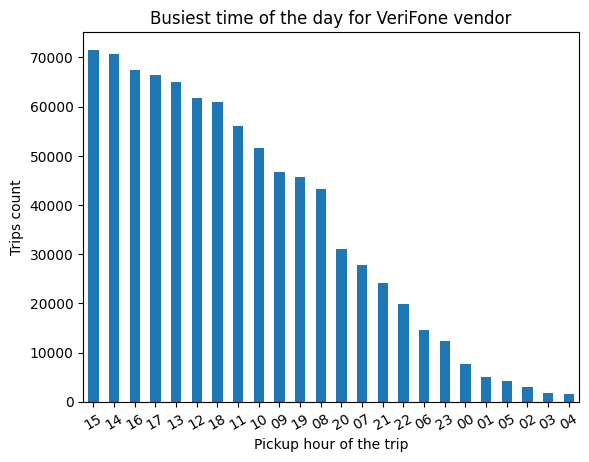 Busiest time of the day for VeriFone vendor
Trips count
70000
60000
50000
40000
30000
20000
10000
0
15 14 16 17 13 12 18 11 10 09 19 08 20 07 21 22 06 23 00 01 05 02 03 04
Pickup hour of the trip